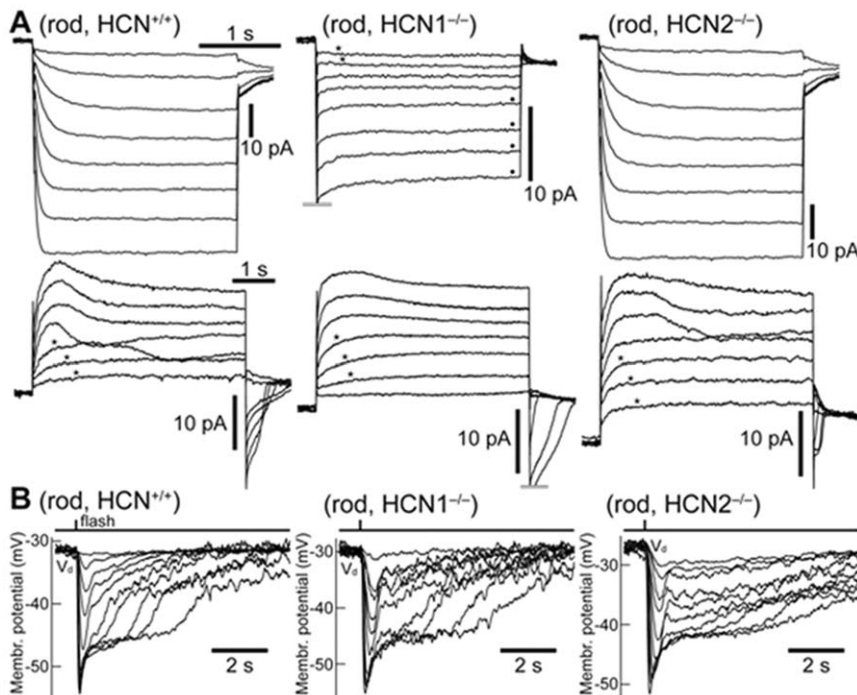 A (rod, HCN+/+) (rod, HCN1–/–) (rod, HCN2–/–)
1 s
10 pA
10 pA
10 pA
1 s
10 pA
10 pA
10 pA
B (rod, HCN+/+) (rod, HCN1–/–) (rod, HCN2–/–)
flash
Membr. potential (mV)
-30
-40
-50
Vd
2 s
Membr. potential (mV)
-30
-40
-50
Vd
2 s
Membr. potential (mV)
-30
-40
-50
Vd
2 s